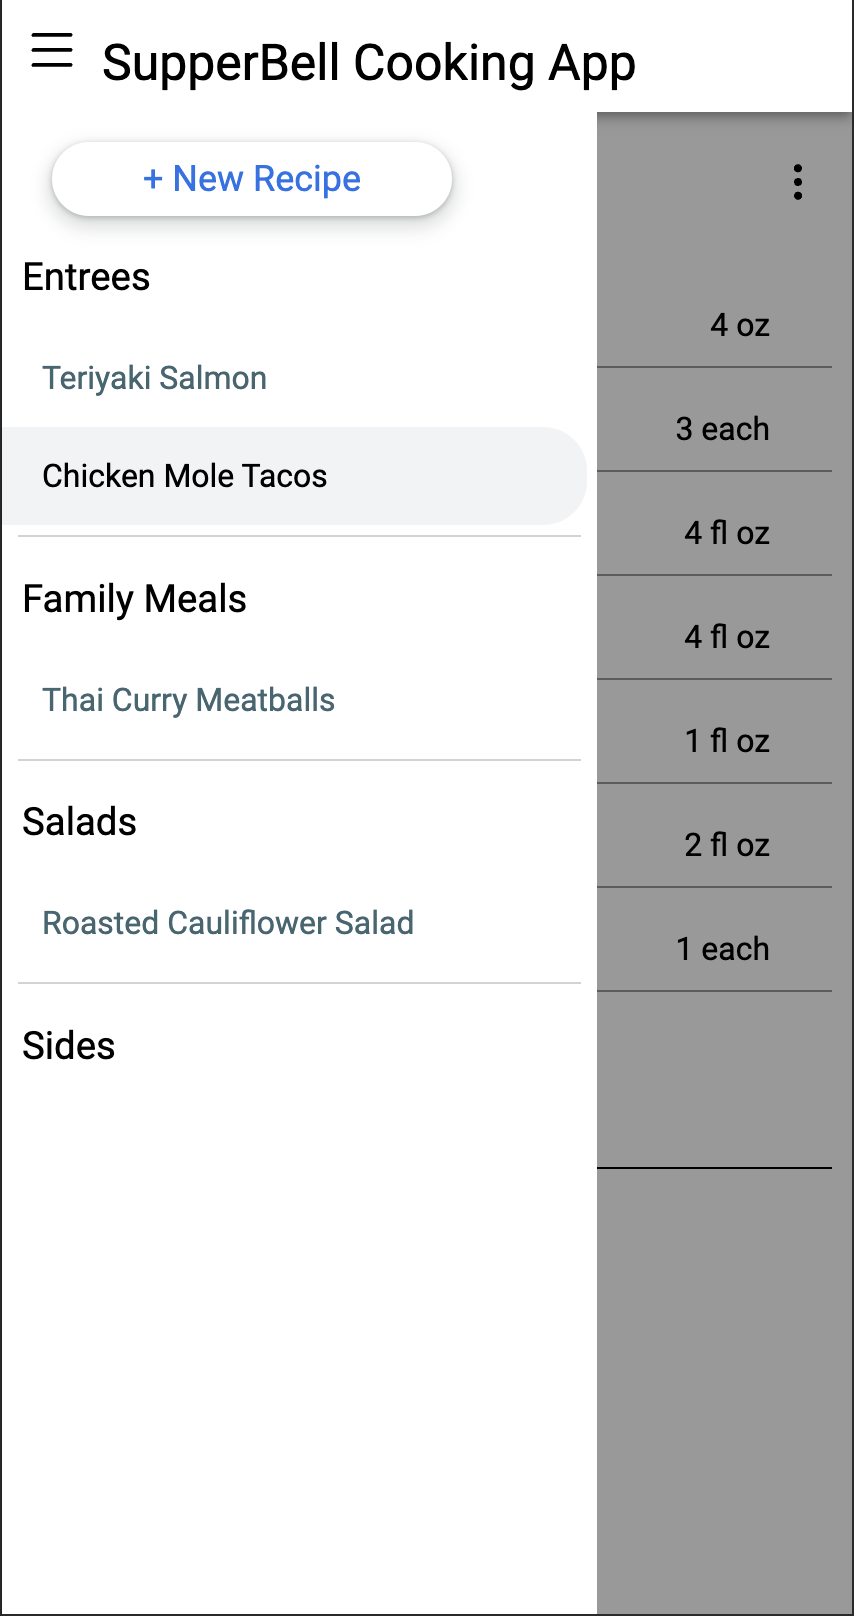 SupperBell Cooking App
+ New Recipe
Entrees
Teriyaki Salmon
Chicken Mole Tacos
Family Meals
Thai Curry Meatballs
Salads
Roasted Cauliflower Salad
Sides
4 oz
3 each
4 fl oz
4 fl oz
1 fl oz
2 fl oz
1 each